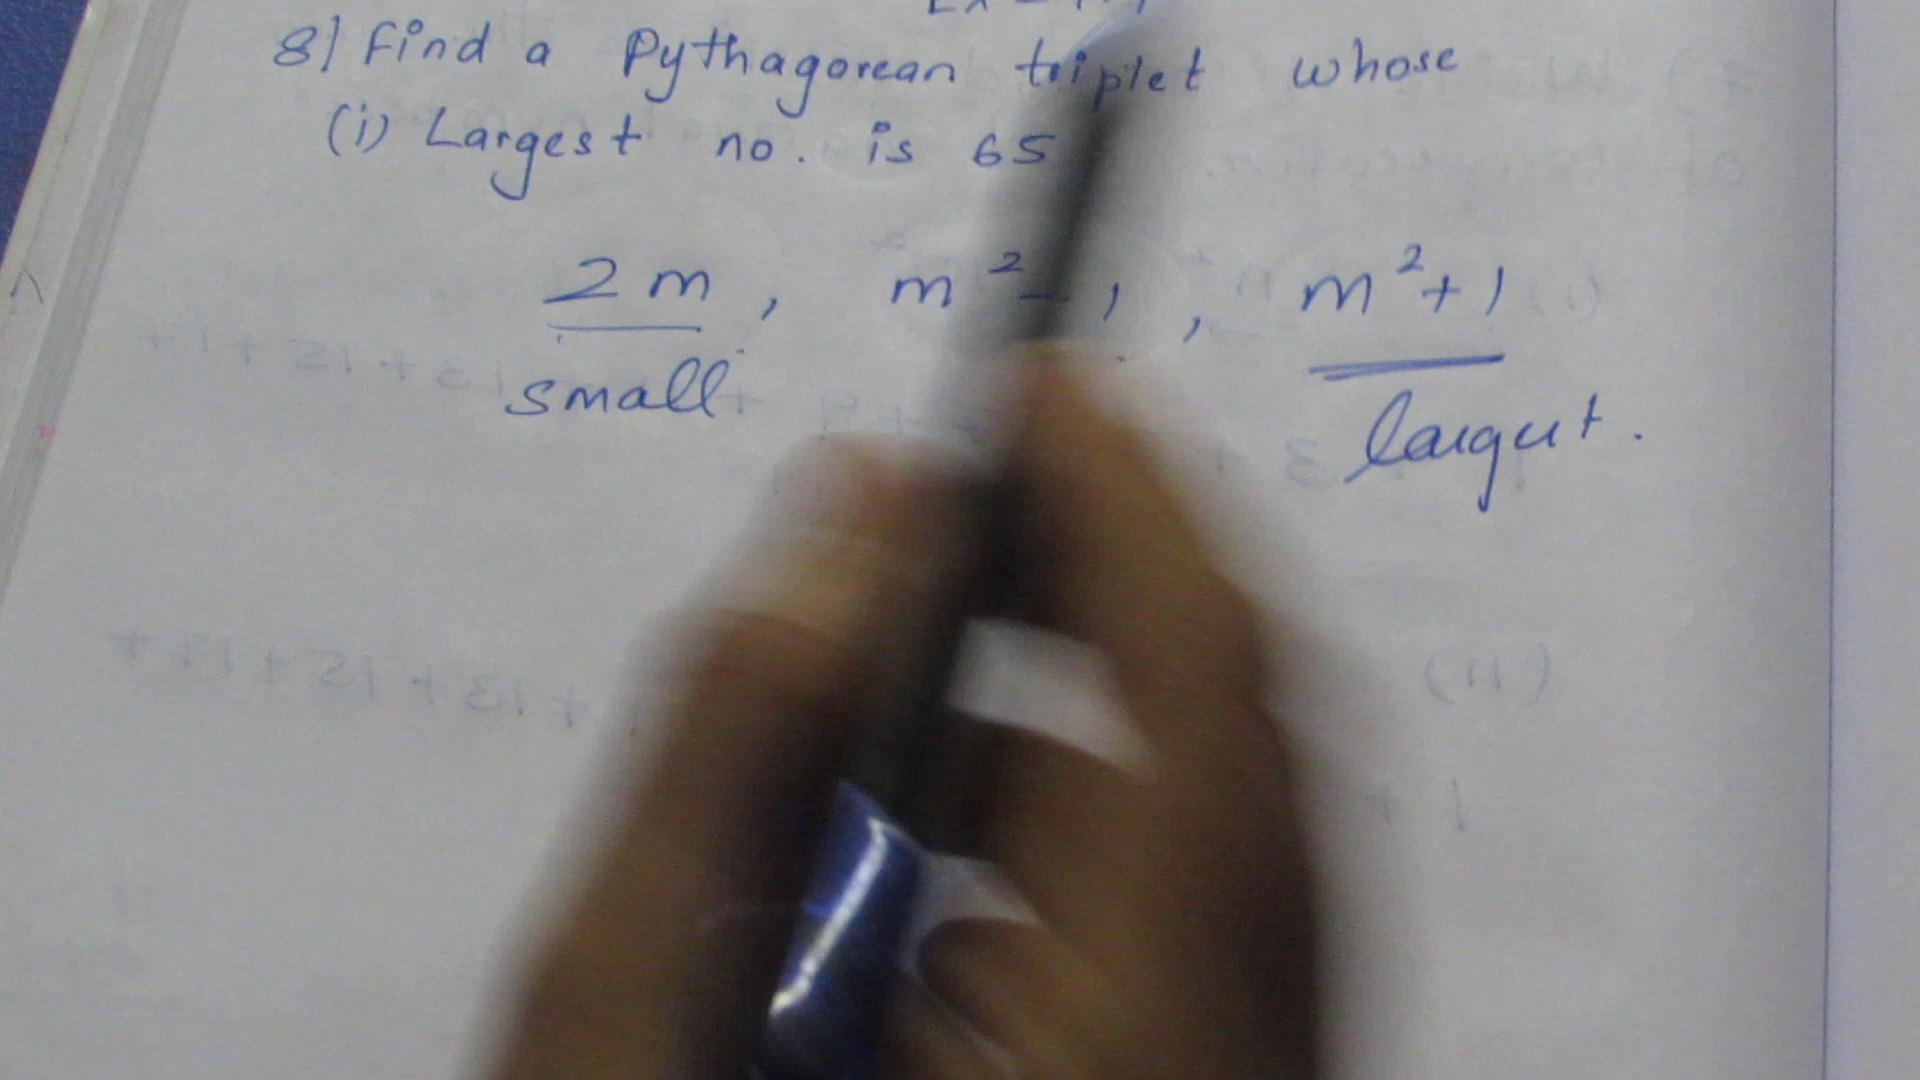 8) Find a Pythagorean triplet whose
(i) Largest no. is 65
2m, m²-1, m²+1
small largest.